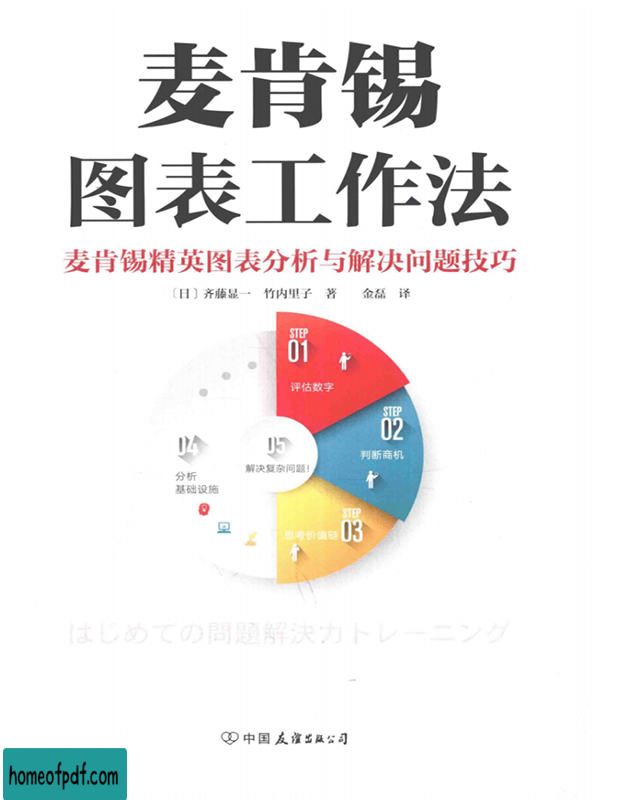 麦肯锡
图表工作法
麦肯锡精英图表分析与解决问题技巧
〔日〕齐藤显一 竹内里子 著 金磊 译
STEP
01
评估数字
STEP
02
判断商机
STEP
03
思考价值链
04
分析
基础设施
05
解决复杂问题!
はじめての問題解決力トレーニング
中国友谊出版公司
homeofpdf.com